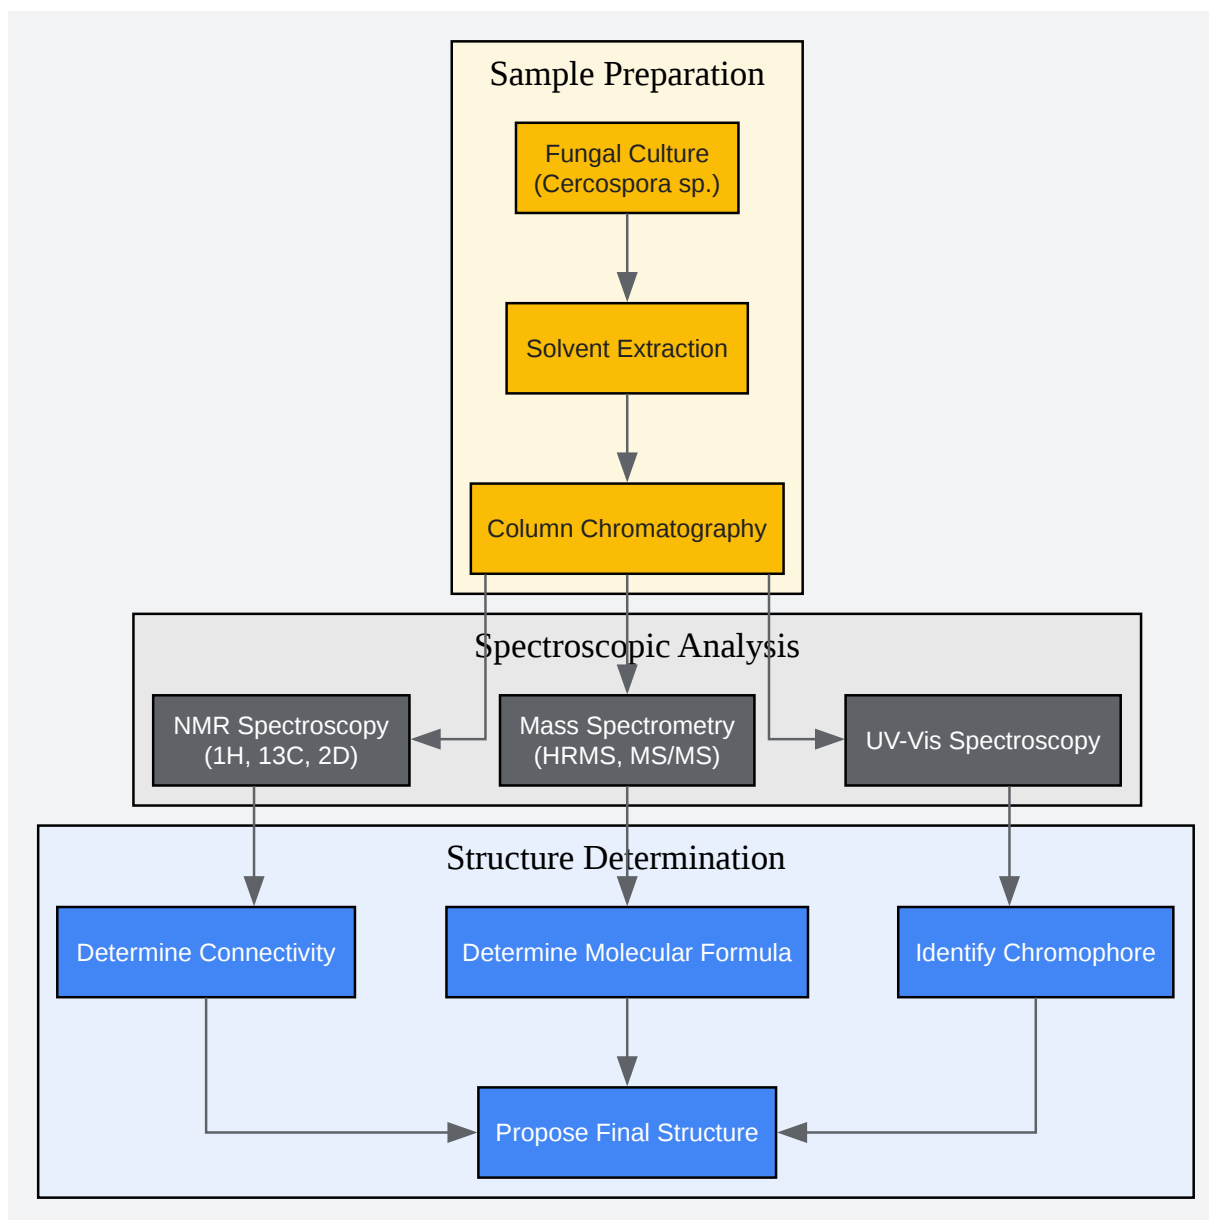 Sample Preparation
Fungal Culture
(Cercospora sp.)
Solvent Extraction
Column Chromatography
Spectroscopic Analysis
NMR Spectroscopy
(1H, 13C, 2D)
Mass Spectrometry
(HRMS, MS/MS)
UV-Vis Spectroscopy
Structure Determination
Determine Connectivity
Determine Molecular Formula
Identify Chromophore
Propose Final Structure